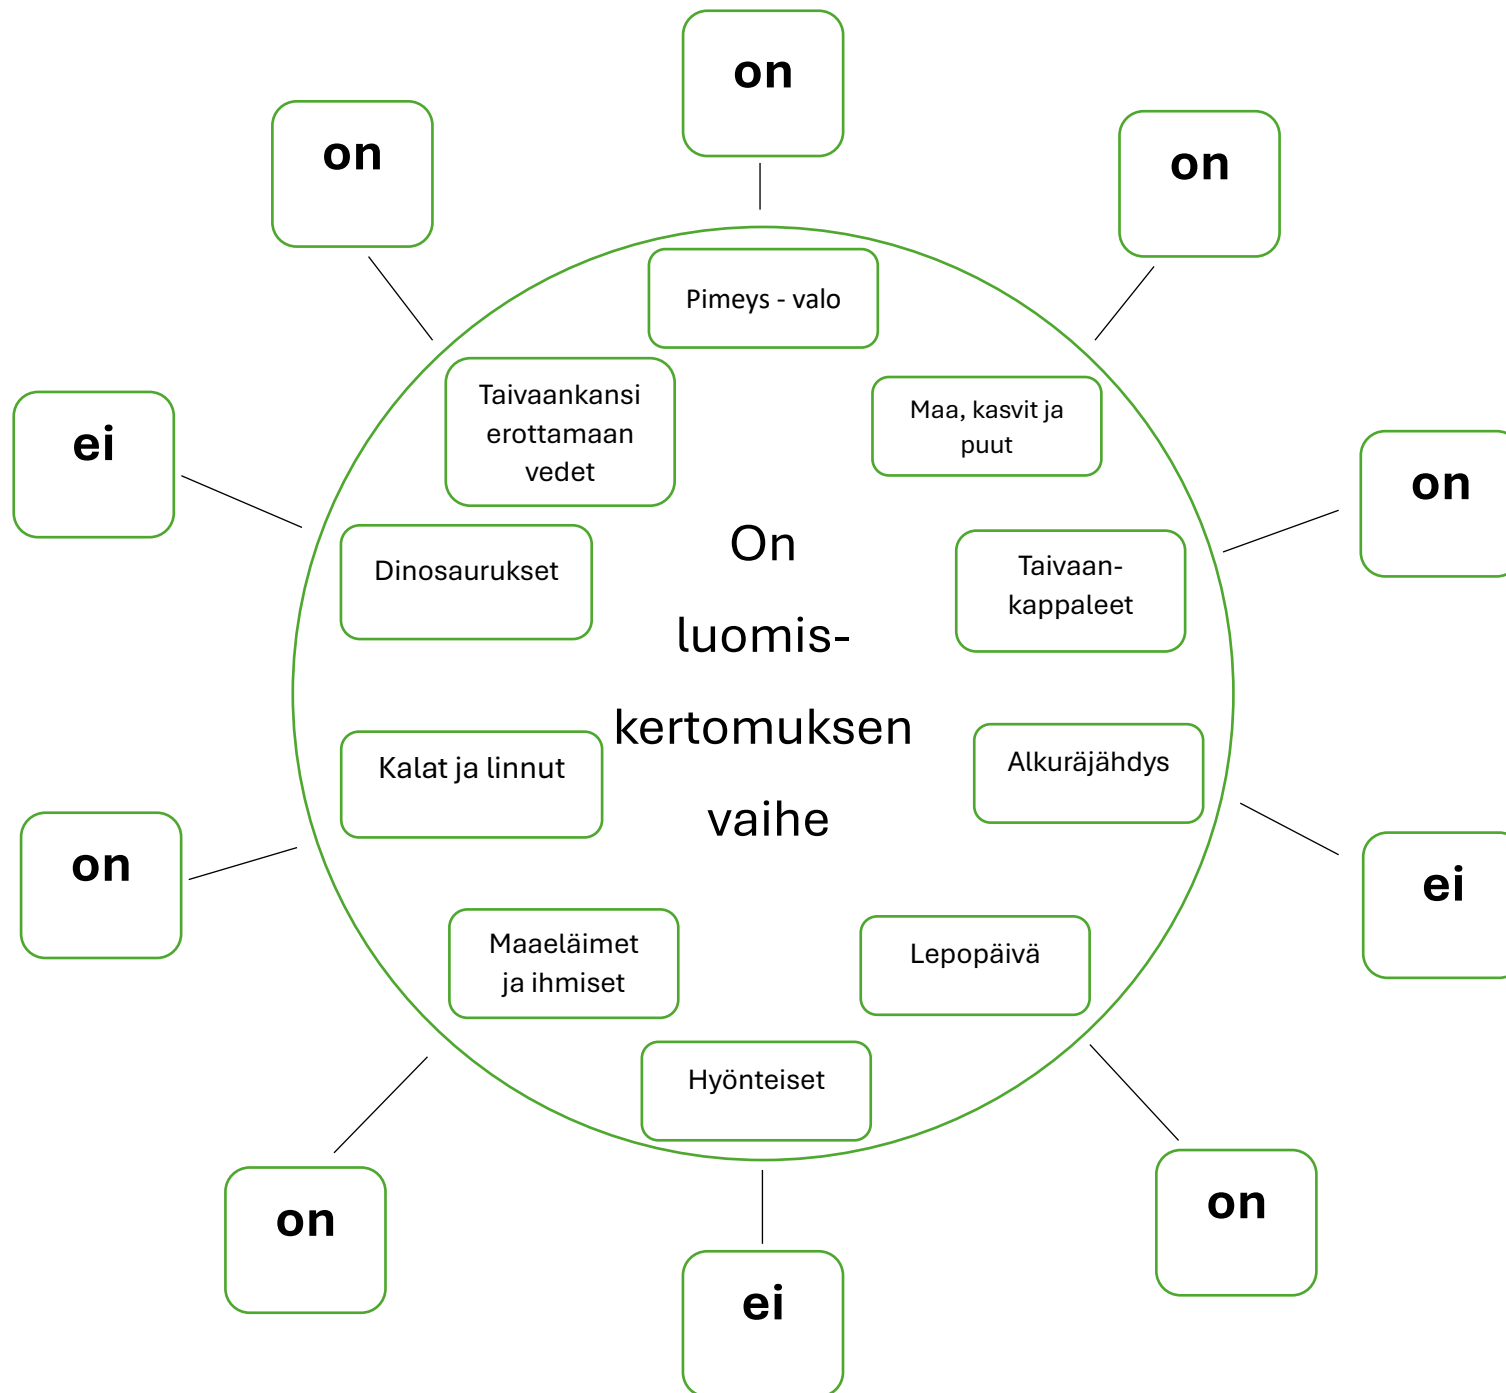 on
on
on
Pimeys - valo
Taivaankansi
erottamaan
vedet
Maa, kasvit ja
puut
ei
on
Dinosaurukset
On
luomis-
kertomuksen
vaihe
Taivaan-
kappaleet
Kalat ja linnut
Alkuräjähdys
on
ei
Maaeläimet
ja ihmiset
Lepopäivä
Hyönteiset
on
on
ei